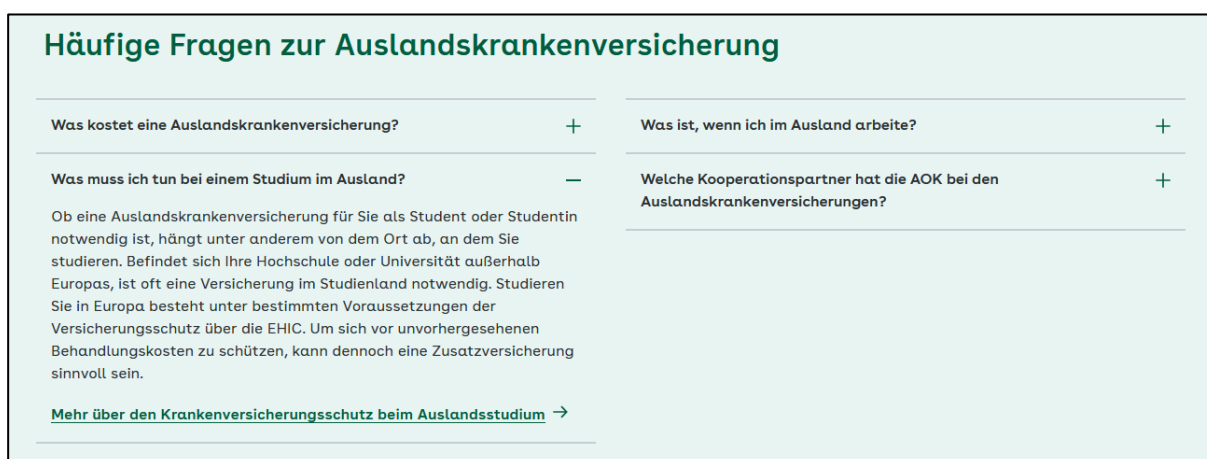 Häufige Fragen zur Auslandskrankenversicherung
Was kostet eine Auslandskrankenversicherung?
Was muss ich tun bei einem Studium im Ausland?
Ob eine Auslandskrankenversicherung für Sie als Student oder Studentin
notwendig ist, hängt unter anderem von dem Ort ab, an dem Sie
studieren. Befindet sich Ihre Hochschule oder Universität außerhalb
Europas, ist oft eine Versicherung im Studienland notwendig. Studieren
Sie in Europa besteht unter bestimmten Voraussetzungen der
Versicherungsschutz über die EHIC. Um sich vor unvorhergesehenen
Behandlungskosten zu schützen, kann dennoch eine Zusatzversicherung
sinnvoll sein.
Mehr über den Krankenversicherungsschutz beim Auslandsstudium →
Was ist, wenn ich im Ausland arbeite?
Welche Kooperationspartner hat die AOK bei den
Auslandskrankenversicherungen?